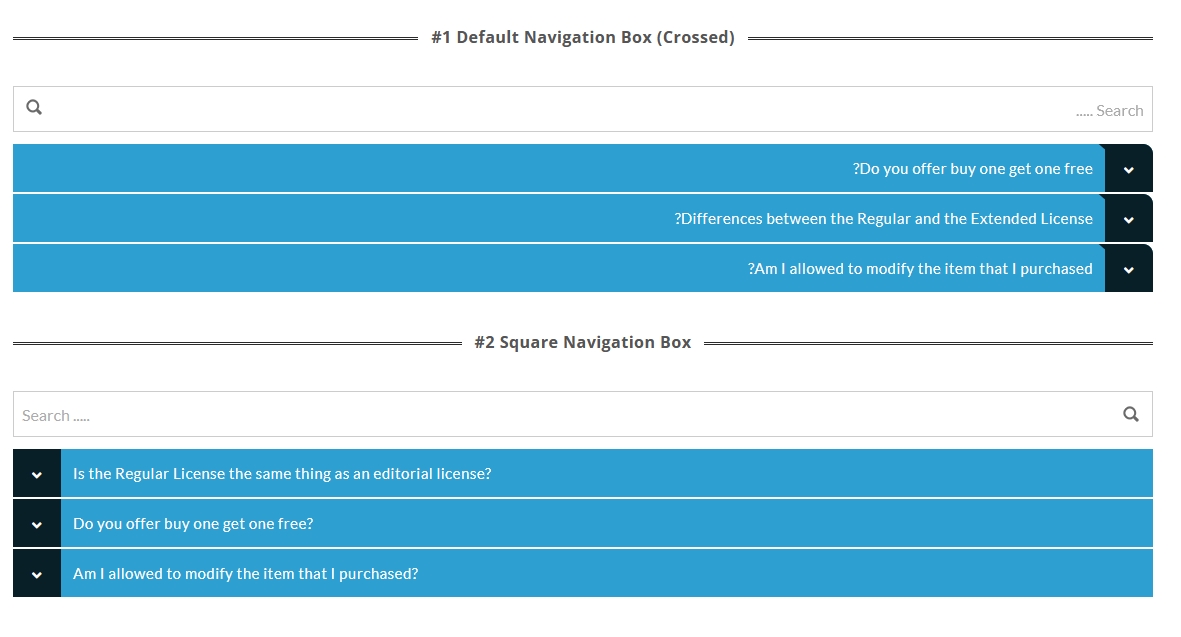 #1 Default Navigation Box (Crossed)
..... Search
?Do you offer buy one get one free
?Differences between the Regular and the Extended License
?Am I allowed to modify the item that I purchased
#2 Square Navigation Box
Search .....
Is the Regular License the same thing as an editorial license?
Do you offer buy one get one free?
Am I allowed to modify the item that I purchased?